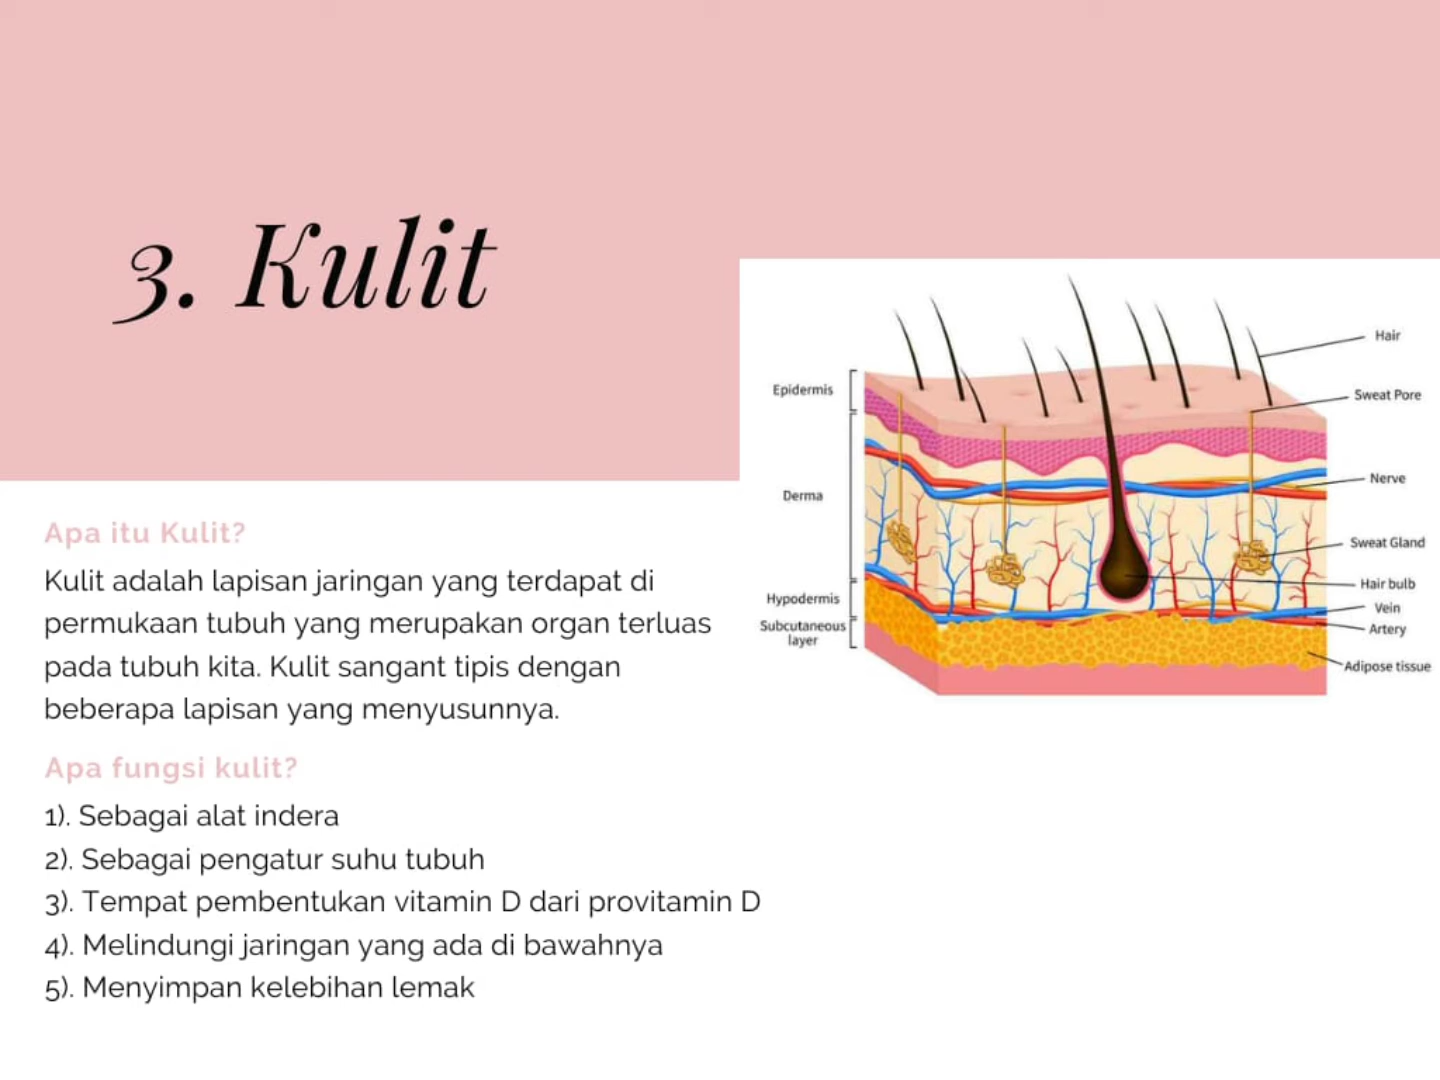 3. Kulit
Apa itu Kulit?
Kulit adalah lapisan jaringan yang terdapat di
permukaan tubuh yang merupakan organ terluas
pada tubuh kita. Kulit sangant tipis dengan
beberapa lapisan yang menyusunnya.
Apa fungsi kulit?
1). Sebagai alat indera
2). Sebagai pengatur suhu tubuh
3). Tempat pembentukan vitamin D dari provitamin D
4). Melindungi jaringan yang ada di bawahnya
5). Menyimpan kelebihan lemak
Epidermis
Derma
Hypodermis
Subcutaneous
layer
Hair
Sweat Pore
Nerve
Sweat Gland
Hair bulb
Vein
Artery
Adipose tissue